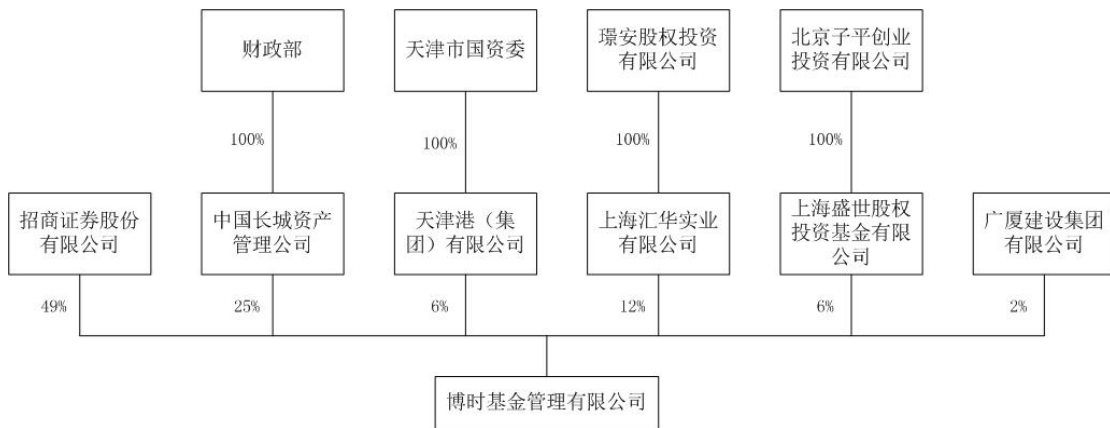 财政部
天津市国资委
璟安股权投资
有限公司
北京子平创业
投资有限公司
100%
100%
100%
100%
招商证券股份
有限公司
中国长城资产
管理公司
天津港（集
团）有限公司
上海汇华实业
有限公司
上海盛世股权
投资基金有限
公司
广厦建设集团
有限公司
49%
25%
6%
12%
6%
2%
博时基金管理有限公司